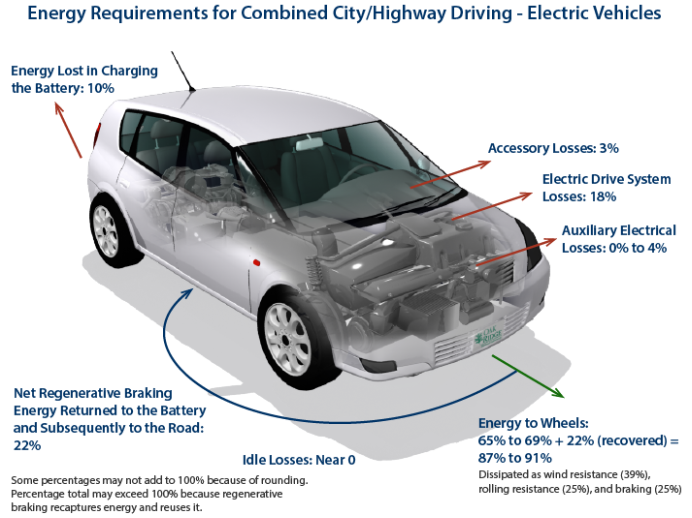 Energy Requirements for Combined City/Highway Driving - Electric Vehicles
Energy Lost in Charging
the Battery: 10%
Accessory Losses: 3%
Electric Drive System
Losses: 18%
Auxiliary Electrical
Losses: 0% to 4%
OAK
RIDGE
Net Regenerative Braking
Energy Returned to the Battery
and Subsequently to the Road:
22%
Idle Losses: Near 0
Energy to Wheels:
65% to 69% + 22% (recovered) =
87% to 91%
Dissipated as wind resistance (39%),
rolling resistance (25%), and braking (25%)
Some percentages may not add to 100% because of rounding.
Percentage total may exceed 100% because regenerative
braking recaptures energy and reuses it.